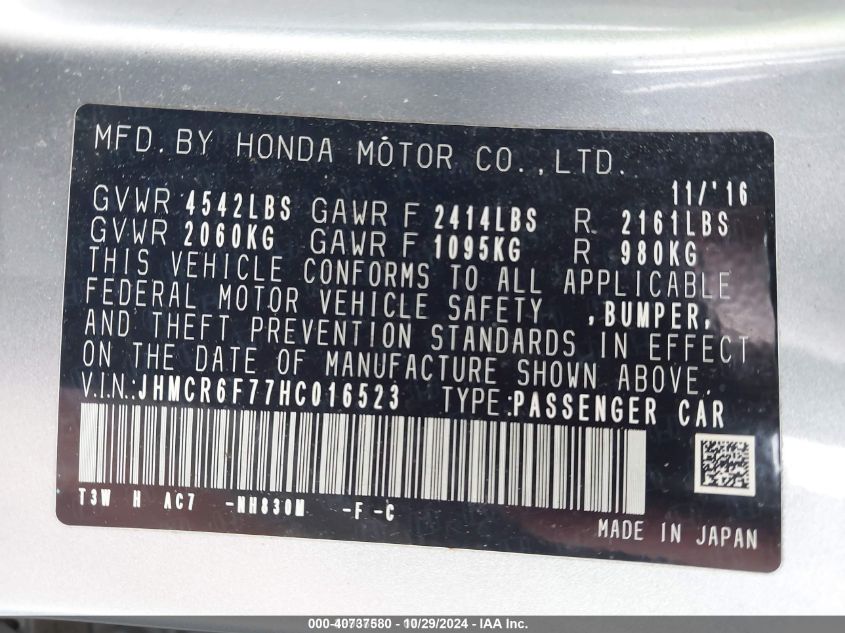 MFD. BY HONDA MOTOR CO., LTD.
11/'16
GVWR 4542LBS GAWR F 2414LBS R 2161LBS
GVWR 2060KG GAWR F 1095KG R 980KG
THIS VEHICLE CONFORMS TO ALL APPLICABLE
FEDERAL MOTOR VEHICLE SAFETY ,BUMPER,
AND THEFT PREVENTION STANDARDS IN EFFECT
ON THE DATE OF MANUFACTURE SHOWN ABOVE.
V.I.N.:JHMCR6F77HC016523 TYPE:PASSENGER CAR
T3W H AC7 -NH830M -F -C
MADE IN JAPAN
000-40737580 - 10/29/2024 - IAA Inc.